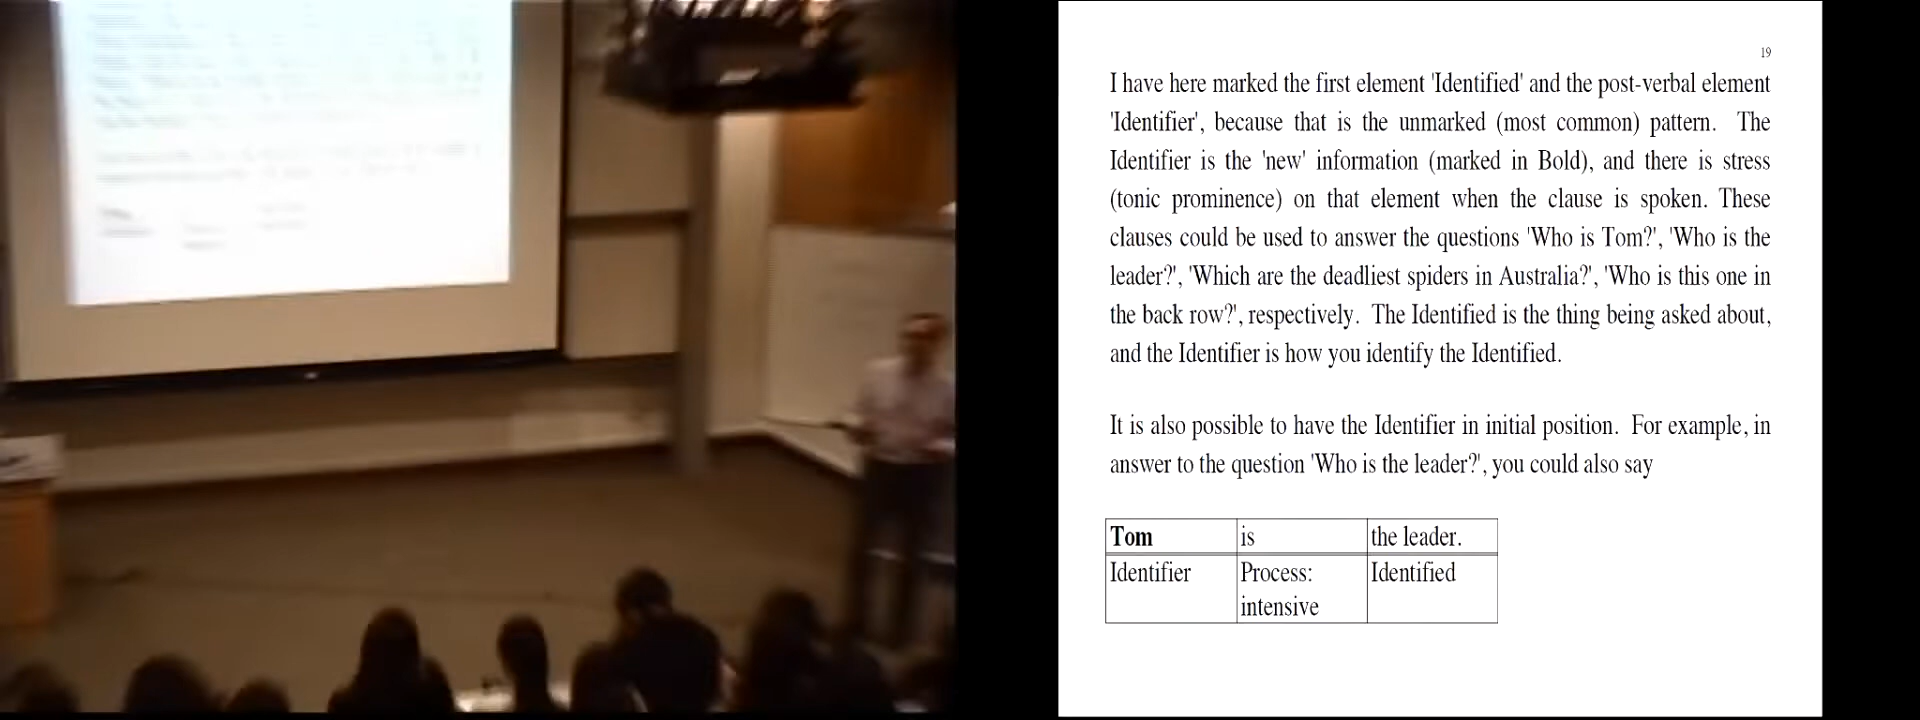 19
I have here marked the first element 'Identified' and the post-verbal element
'Identifier', because that is the unmarked (most common) pattern. The
Identifier is the 'new' information (marked in Bold), and there is stress
(tonic prominence) on that element when the clause is spoken. These
clauses could be used to answer the questions 'Who is Tom?', 'Who is the
leader?', 'Which are the deadliest spiders in Australia?', 'Who is this one in
the back row?', respectively. The Identified is the thing being asked about,
and the Identifier is how you identify the Identified.
It is also possible to have the Identifier in initial position. For example, in
answer to the question 'Who is the leader?', you could also say
Tom is the leader.
Identifier Process: Identified
intensive